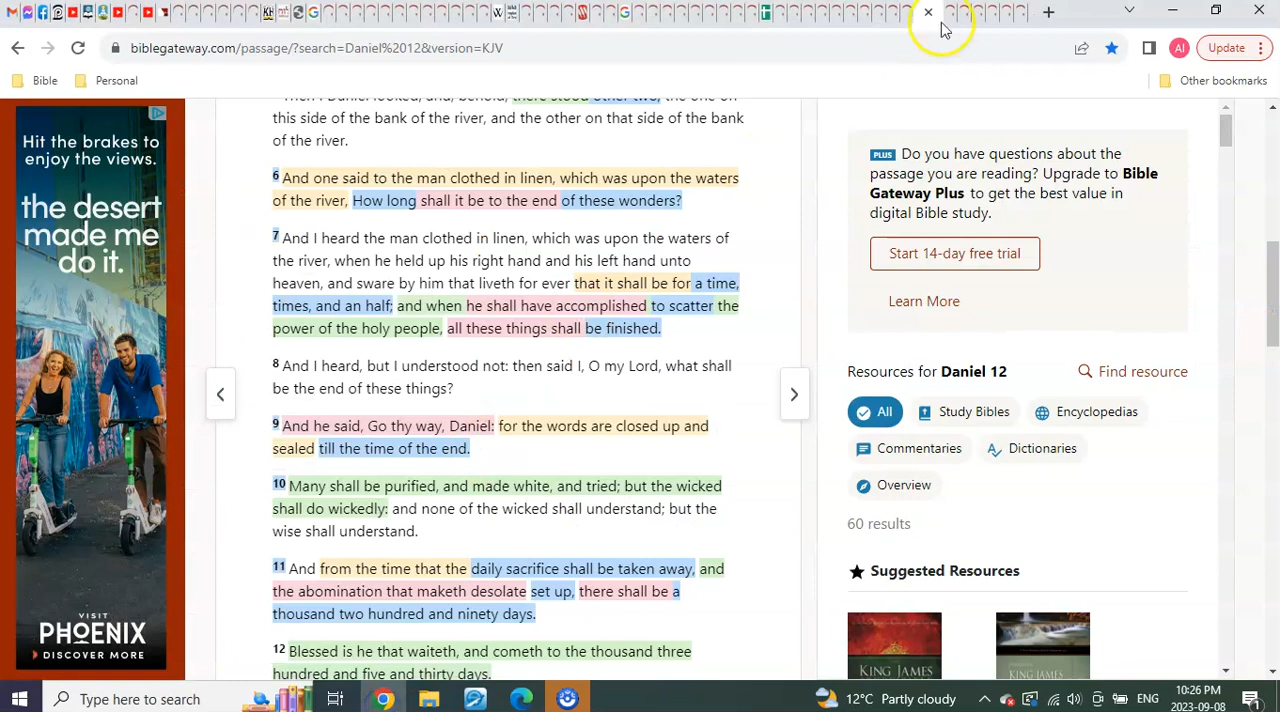 biblegateway.com/passage/?search=Daniel%2012&version=KJV
AI
Update
Bible
Personal
Other bookmarks
Hit the brakes to
enjoy the views.
the desert
made me
do it.
VISIT
PHOENIX
DISCOVER MORE
Then I Daniel looked, and, behold, there stood other two, the one on
this side of the bank of the river, and the other on that side of the bank
of the river.
6 And one said to the man clothed in linen, which was upon the waters
of the river, How long shall it be to the end of these wonders?
7 And I heard the man clothed in linen, which was upon the waters of
the river, when he held up his right hand and his left hand unto
heaven, and sware by him that liveth for ever that it shall be for a time,
times, and an half; and when he shall have accomplished to scatter the
power of the holy people, all these things shall be finished.
8 And I heard, but I understood not: then said I, O my Lord, what shall
be the end of these things?
9 And he said, Go thy way, Daniel: for the words are closed up and
sealed till the time of the end.
10 Many shall be purified, and made white, and tried; but the wicked
shall do wickedly: and none of the wicked shall understand; but the
wise shall understand.
11 And from the time that the daily sacrifice shall be taken away, and
the abomination that maketh desolate set up, there shall be a
thousand two hundred and ninety days.
12 Blessed is he that waiteth, and cometh to the thousand three
hundred and five and thirty days.
PLUS Do you have questions about the
passage you are reading? Upgrade to Bible
Gateway Plus to get the best value in
digital Bible study.
Start 14-day free trial
Learn More
Resources for Daniel 12
Find resource
All
Study Bibles
Encyclopedias
Commentaries
Dictionaries
Overview
60 results
Suggested Resources
KING JAMES
KING JAMES
Type here to search
12°C Partly cloudy
ENG
10:26 PM
2023-09-08
1